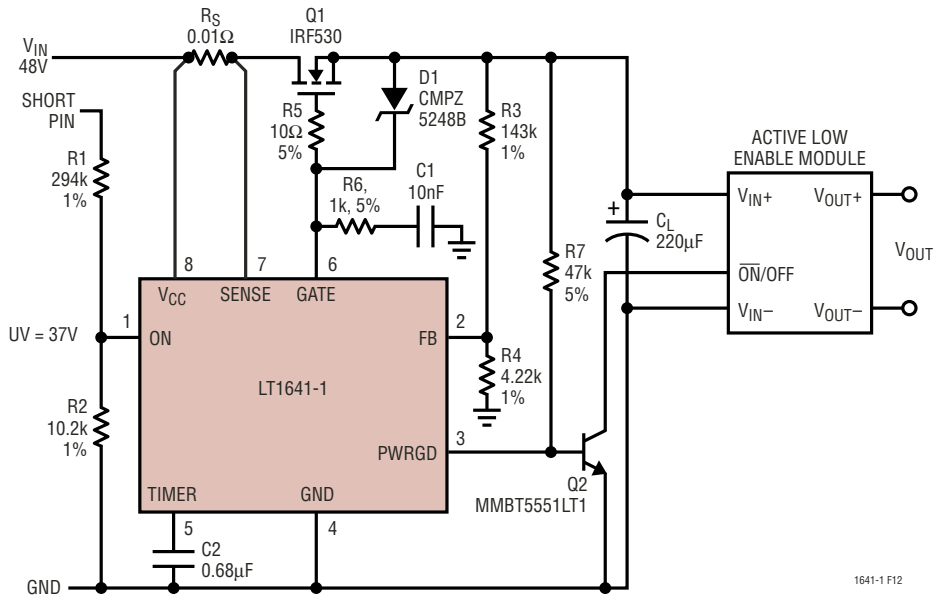 RS
0.01Ω
Q1
IRF530
VIN
48V
SHORT
PIN
R1
294k
1%
R5
10Ω
5%
D1
CMPZ
5248B
R3
143k
1%
R6,
1k, 5%
C1
10nF
ACTIVE LOW
ENABLE MODULE
VIN+
VOUT+
+
CL
220µF
R7
47k
5%
ON/OFF
VIN–
VOUT–
VOUT
8
7
6
VCC
SENSE
GATE
UV = 37V
1
ON
FB
2
LT1641-1
R4
4.22k
1%
R2
10.2k
1%
PWRGD
3
Q2
MMBT5551LT1
TIMER
GND
5
4
C2
0.68µF
GND
1641-1 F12